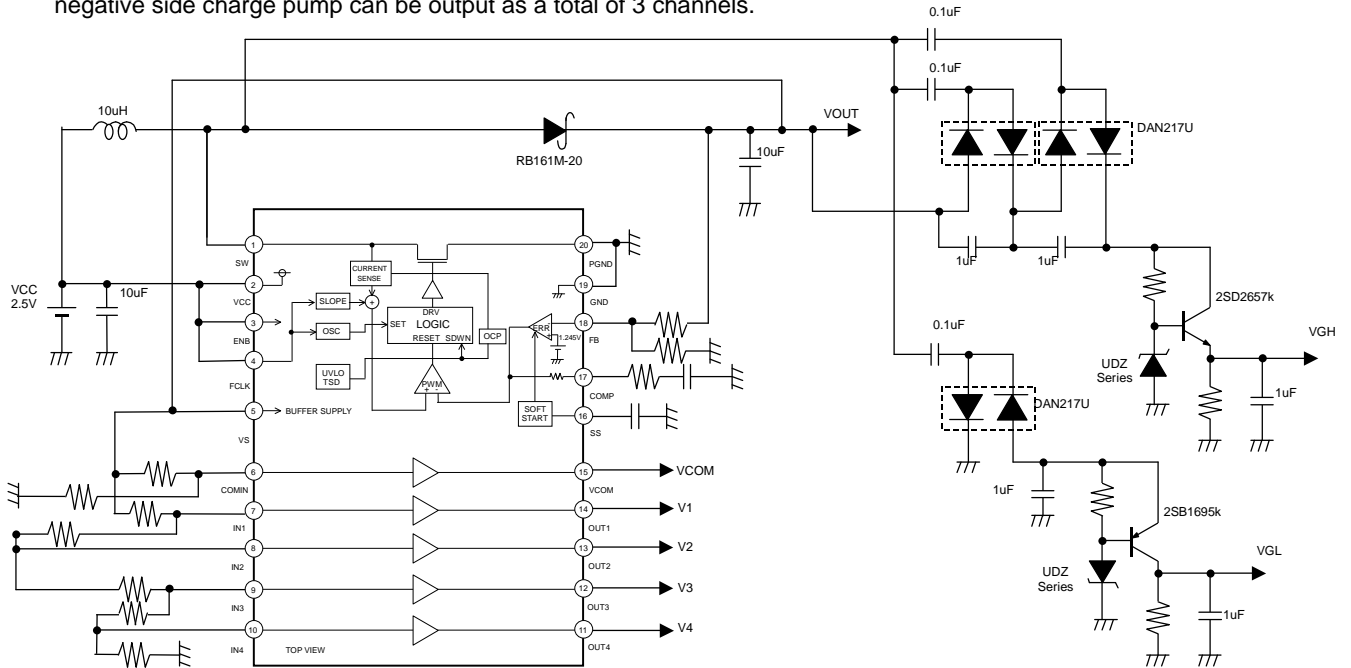 negative side charge pump can be output as a total of 3 channels.
0.1uF
0.1uF
10uH
VOUT
DAN217U
RB161M-20
10uF
1uF
1uF
1
SW
20
PGND
2
VCC
19
GND
VCC
2.5V
10uF
3
ENB
18
FB
4
FCLK
17
COMP
5
BUFFER SUPPLY
VS
16
SS
CURRENT
SENSE
SLOPE
+
OSC
SET
DRV
LOGIC
RESET SDWN
OCP
ERR
+
1.245V
UVLO
TSD
PWM
+ -
SOFT
START
2SD2657k
VGH
UDZ
Series
1uF
0.1uF
DAN217U
1uF
2SB1695k
VGL
UDZ
Series
1uF
6
COMIN
15
VCOM
VCOM
7
IN1
14
OUT1
V1
8
IN2
13
OUT2
V2
9
IN3
12
OUT3
V3
10
IN4
11
OUT4
V4
TOP VIEW